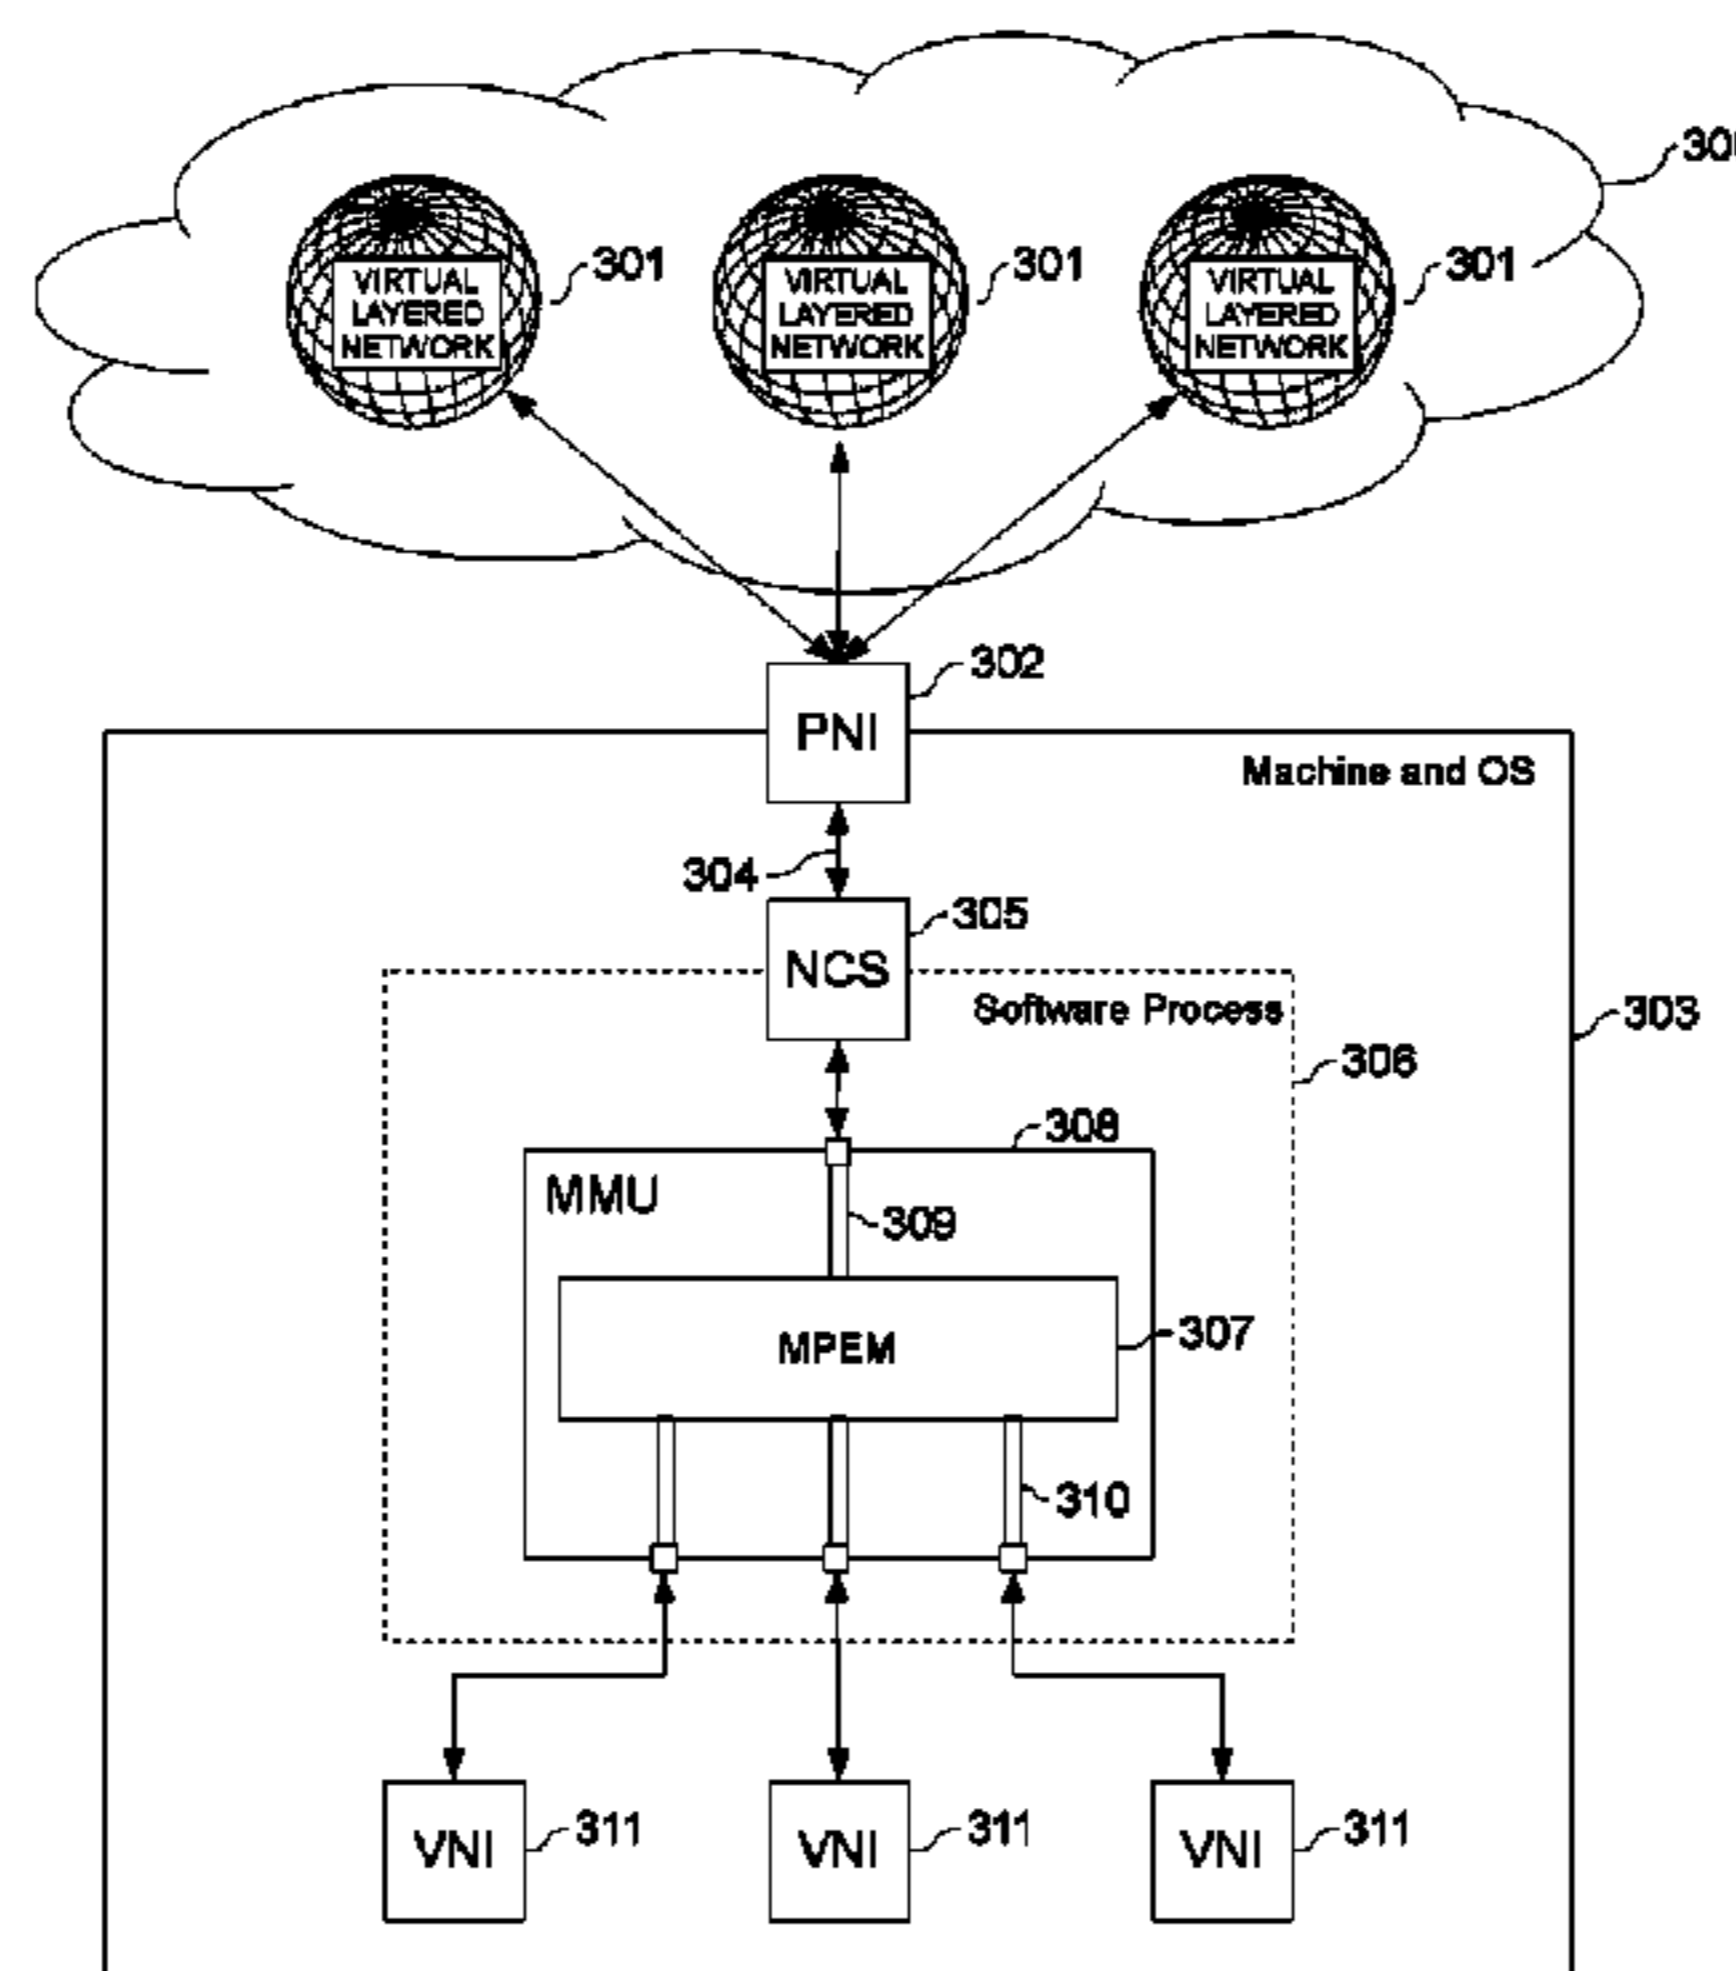 30
VIRTUAL
LAYERED
NETWORK
301
VIRTUAL
LAYERED
NETWORK
301
VIRTUAL
LAYERED
NETWORK
301
302
PNI
Machine and OS
304
305
NCS
Software Process
303
306
308
MMU
309
MPEM
307
310
VNI
311
VNI
311
VNI
311